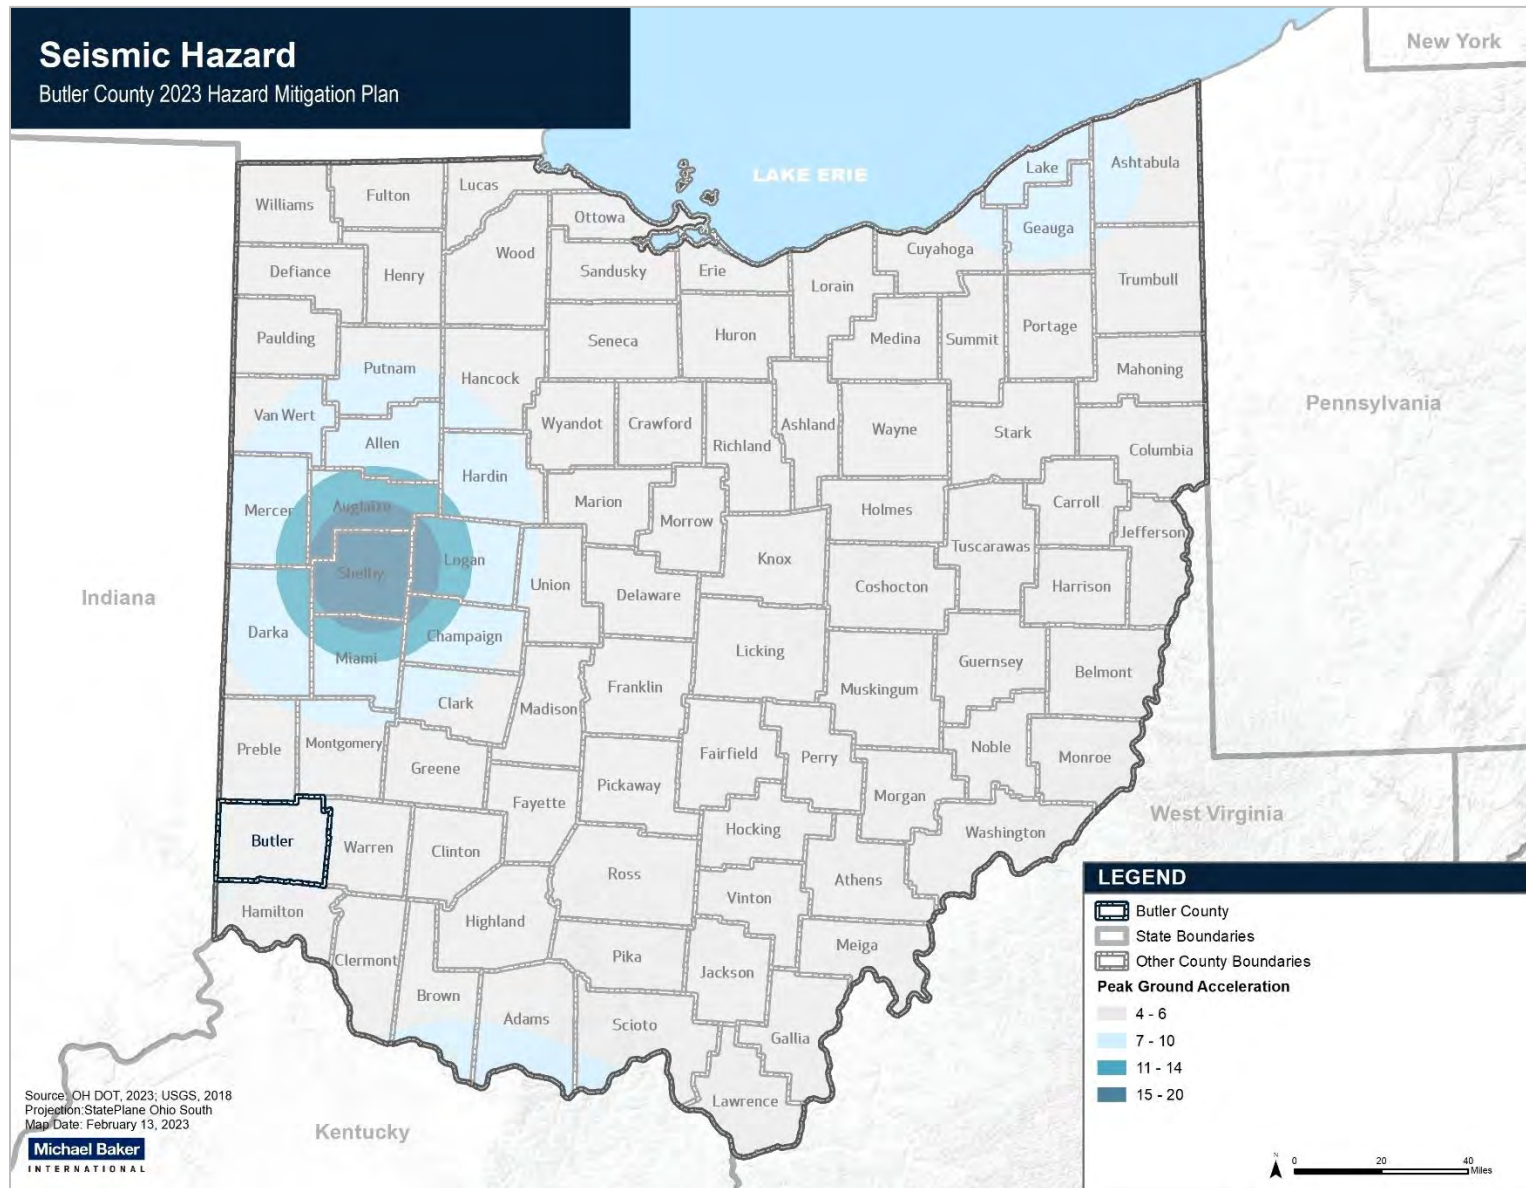 Seismic Hazard
Butler County 2023 Hazard Mitigation Plan
New York
LAKE ERIE
Lake
Ashtabula
Williams
Fulton
Lucas
Ottowa
Geauga
Cuyahoga
Wood
Defiance
Henry
Sandusky
Erie
Lorain
Trumbull
Paulding
Seneca
Huron
Medina
Summit
Portage
Putnam
Hancock
Mahoning
Van Wert
Allen
Wyandot
Crawford
Richland
Ashland
Wayne
Stark
Pennsylvania
Columbia
Hardin
Mercer
Auglaize
Marion
Morrow
Holmes
Carroll
Jefferson
Tuscarawas
Knox
Logan
Shelby
Union
Delaware
Coshocton
Harrison
Indiana
Darka
Champaign
Miami
Licking
Guernsey
Belmont
Franklin
Muskingum
Clark
Madison
Preble
Montgomery
Greene
Fairfield
Perry
Noble
Monroe
Pickaway
Morgan
Fayette
Hocking
Washington
West Virginia
Butler
Warren
Clinton
Ross
Athens
Vinton
Hamilton
Highland
Meiga
Pika
Jackson
Clermont
Brown
Adams
Scioto
Gallia
Lawrence
Kentucky
LEGEND
Butler County
State Boundaries
Other County Boundaries
Peak Ground Acceleration
4 - 6
7 - 10
11 - 14
15 - 20
Source: OH DOT, 2023; USGS, 2018
Projection:StatePlane Ohio South
Map Date: February 13, 2023
Michael Baker
INTERNATIONAL
N
0 20 40
Miles